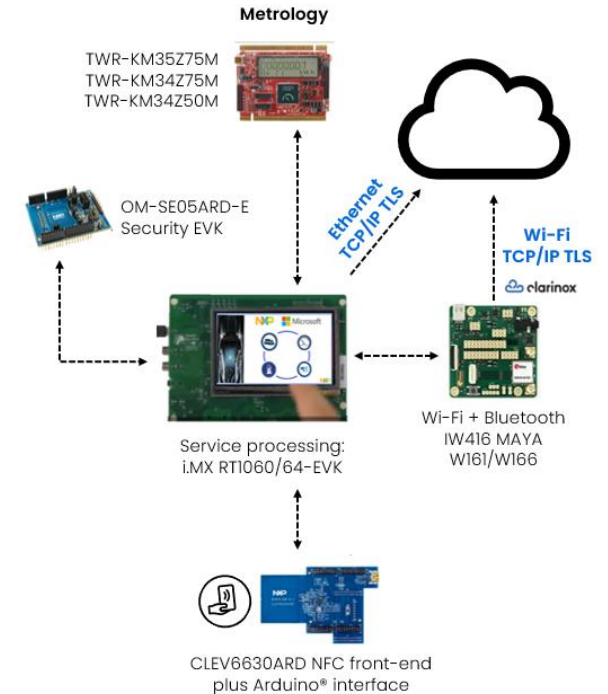 Metrology
TWR-KM35Z75M
TWR-KM34Z75M
TWR-KM34Z50M
OM-SE05ARD-E
Security EVK
Ethernet
TCP/IP TLS
Wi-Fi
TCP/IP TLS
clarinox
NXP Microsoft
Wi-Fi + Bluetooth
IW416 MAYA
W161/W166
Service processing:
i.MX RT1060/64-EVK
NXP
CLEV6630ARD NFC front-end
plus Arduino® interface